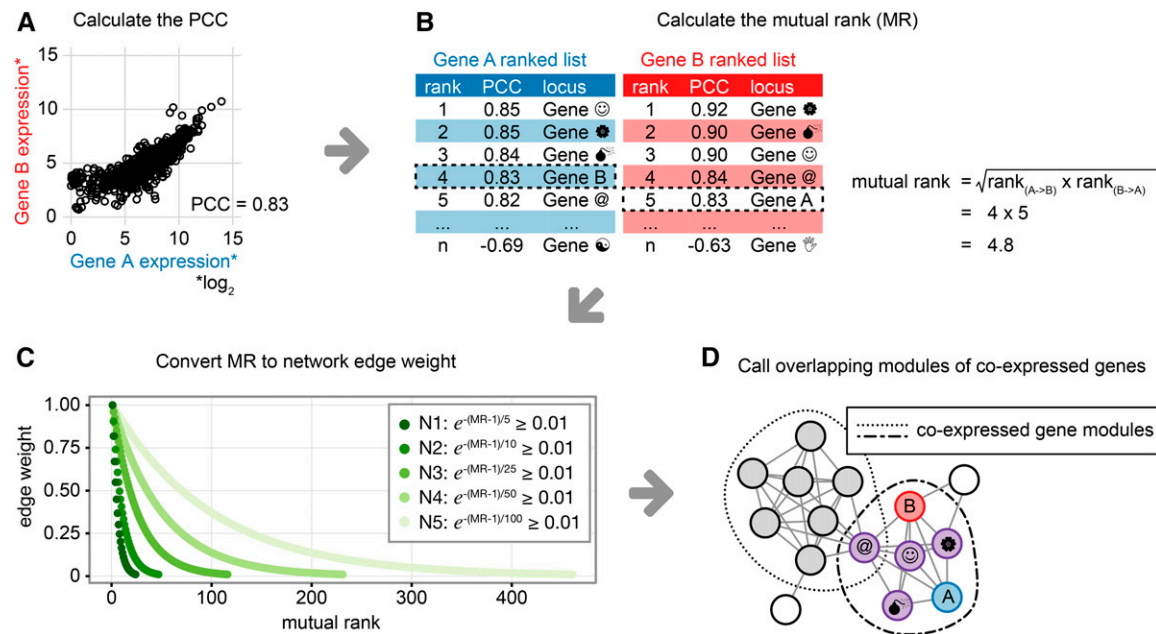 A Calculate the PCC
15
10
5
0
0 5 10 15
Gene B expression*
PCC = 0.83
Gene A expression*
*log2
B Calculate the mutual rank (MR)
Gene A ranked list
rank PCC locus
1 0.85 Gene ☺
2 0.85 Gene
3 0.84 Gene 💣
4 0.83 Gene B
5 0.82 Gene @
... ... ...
n -0.69 Gene ☯
Gene B ranked list
rank PCC locus
1 0.92 Gene
2 0.90 Gene 💣
3 0.90 Gene ☺
4 0.84 Gene @
5 0.83 Gene A
... ... ...
n -0.63 Gene 🖐
mutual rank = √rank(A->B) x rank(B->A)
= 4 x 5
= 4.8
C Convert MR to network edge weight
1.00
0.75
0.50
0.25
0
edge weight
0 100 200 300 400
mutual rank
N1: e-(MR-1)/5 ≥ 0.01
N2: e-(MR-1)/10 ≥ 0.01
N3: e-(MR-1)/25 ≥ 0.01
N4: e-(MR-1)/50 ≥ 0.01
N5: e-(MR-1)/100 ≥ 0.01
D Call overlapping modules of co-expressed genes
co-expressed gene modules
B
@
☺
A